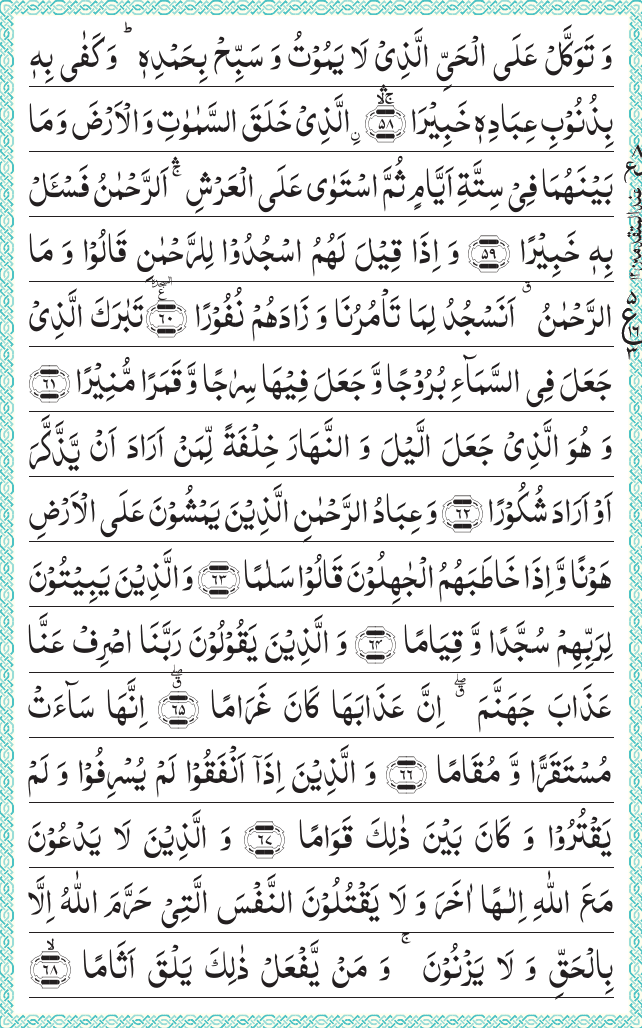 وَ تَوَكَّلْ عَلَى الْحَيِّ الَّذِیْ لَا یَمُوْتُ وَ سَبِّحْ بِحَمْدِهٖ ؕ وَ كَفٰى بِهٖ
بِذُنُوْبِ عِبَادِهٖ خَبِیْرَا ﴿۵۸﴾ۚۛۙ ِ۟الَّذِیْ خَلَقَ السَّمٰوٰتِ وَ الْاَرْضَ وَ مَا
بَیْنَهُمَا فِیْ سِتَّةِ اَیَّامٍ ثُمَّ اسْتَوٰى عَلَى الْعَرْشِ ۚۛ اَلرَّحْمٰنُ فَسْـَٔلْ
بِهٖ خَبِیْرًا ﴿۵۹﴾ وَ اِذَا قِیْلَ لَهُمُ اسْجُدُوْا لِلرَّحْمٰنِ قَالُوْا وَ مَا
الرَّحْمٰنُ ۗ اَنَسْجُدُ لِمَا تَاْمُرُنَا وَ زَادَهُمْ نُفُوْرًا ﴿۶۰﴾ تَبٰرَكَ الَّذِیْ
جَعَلَ فِی السَّمَآءِ بُرُوْجًا وَّ جَعَلَ فِیْهَا سِرٰجًا وَّ قَمَرًا مُّنِیْرًا ﴿۶۱﴾
وَ هُوَ الَّذِیْ جَعَلَ الَّیْلَ وَ النَّهَارَ خِلْفَةً لِّمَنْ اَرَادَ اَنْ یَّذَّكَّرَ
اَوْ اَرَادَ شُكُوْرًا ﴿۶۲﴾ وَ عِبَادُ الرَّحْمٰنِ الَّذِیْنَ یَمْشُوْنَ عَلَى الْاَرْضِ
هَوْنًا وَّ اِذَا خَاطَبَهُمُ الْجٰهِلُوْنَ قَالُوْا سَلٰمًا ﴿۶۳﴾ وَ الَّذِیْنَ یَبِیْتُوْنَ
لِرَبِّهِمْ سُجَّدًا وَّ قِیَامًا ﴿۶۴﴾ وَ الَّذِیْنَ یَقُوْلُوْنَ رَبَّنَا اصْرِفْ عَنَّا
عَذَابَ جَهَنَّمَ ۖۗ اِنَّ عَذَابَهَا كَانَ غَرَامًا ﴿۶۵﴾ۖۗ اِنَّهَا سَآءَتْ
مُسْتَقَرًّا وَّ مُقَامًا ﴿۶۶﴾ وَ الَّذِیْنَ اِذَاۤ اَنْفَقُوْا لَمْ یُسْرِفُوْا وَ لَمْ
یَقْتُرُوْا وَ كَانَ بَیْنَ ذٰلِكَ قَوَامًا ﴿۶۷﴾ وَ الَّذِیْنَ لَا یَدْعُوْنَ
مَعَ اللّٰهِ اِلٰـهًا اٰخَرَ وَ لَا یَقْتُلُوْنَ النَّفْسَ الَّتِیْ حَرَّمَ اللّٰهُ اِلَّا
بِالْحَقِّ وَ لَا یَزْنُوْنَ ۚ وَ مَنْ یَّفْعَلْ ذٰلِكَ یَلْقَ اَثَامًا ﴿۶۸﴾ۙ